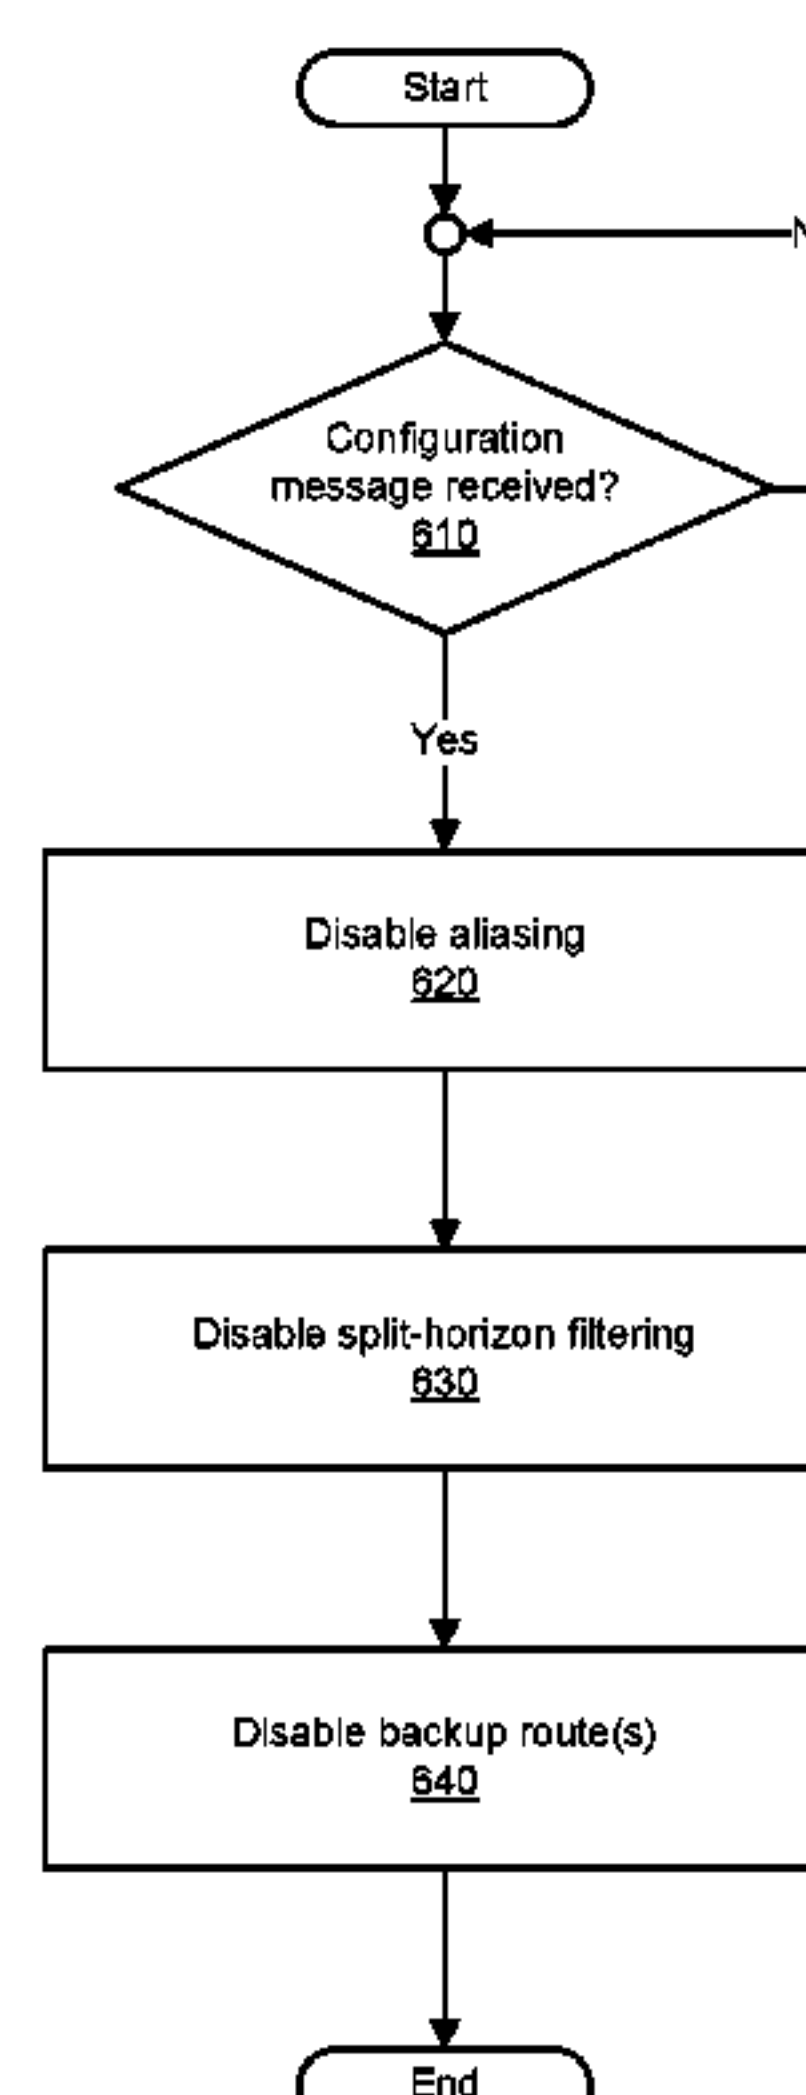 Start
Configuration
message received?
610
Yes
Disable aliasing
620
Disable split-horizon filtering
630
Disable backup route(s)
640
End